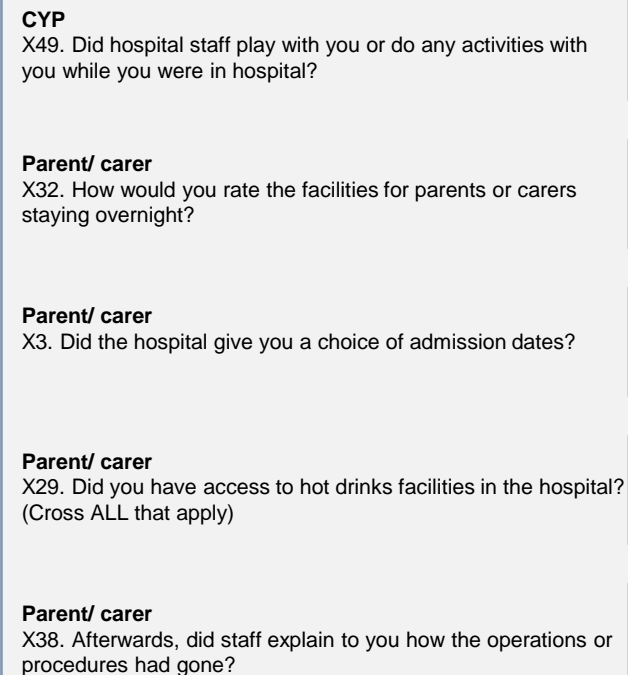 CYP
X49. Did hospital staff play with you or do any activities with
you while you were in hospital?
Parent/ carer
X32. How would you rate the facilities for parents or carers
staying overnight?
Parent/ carer
X3. Did the hospital give you a choice of admission dates?
Parent/ carer
X29. Did you have access to hot drinks facilities in the hospital?
(Cross ALL that apply)
Parent/ carer
X38. Afterwards, did staff explain to you how the operations or
procedures had gone?